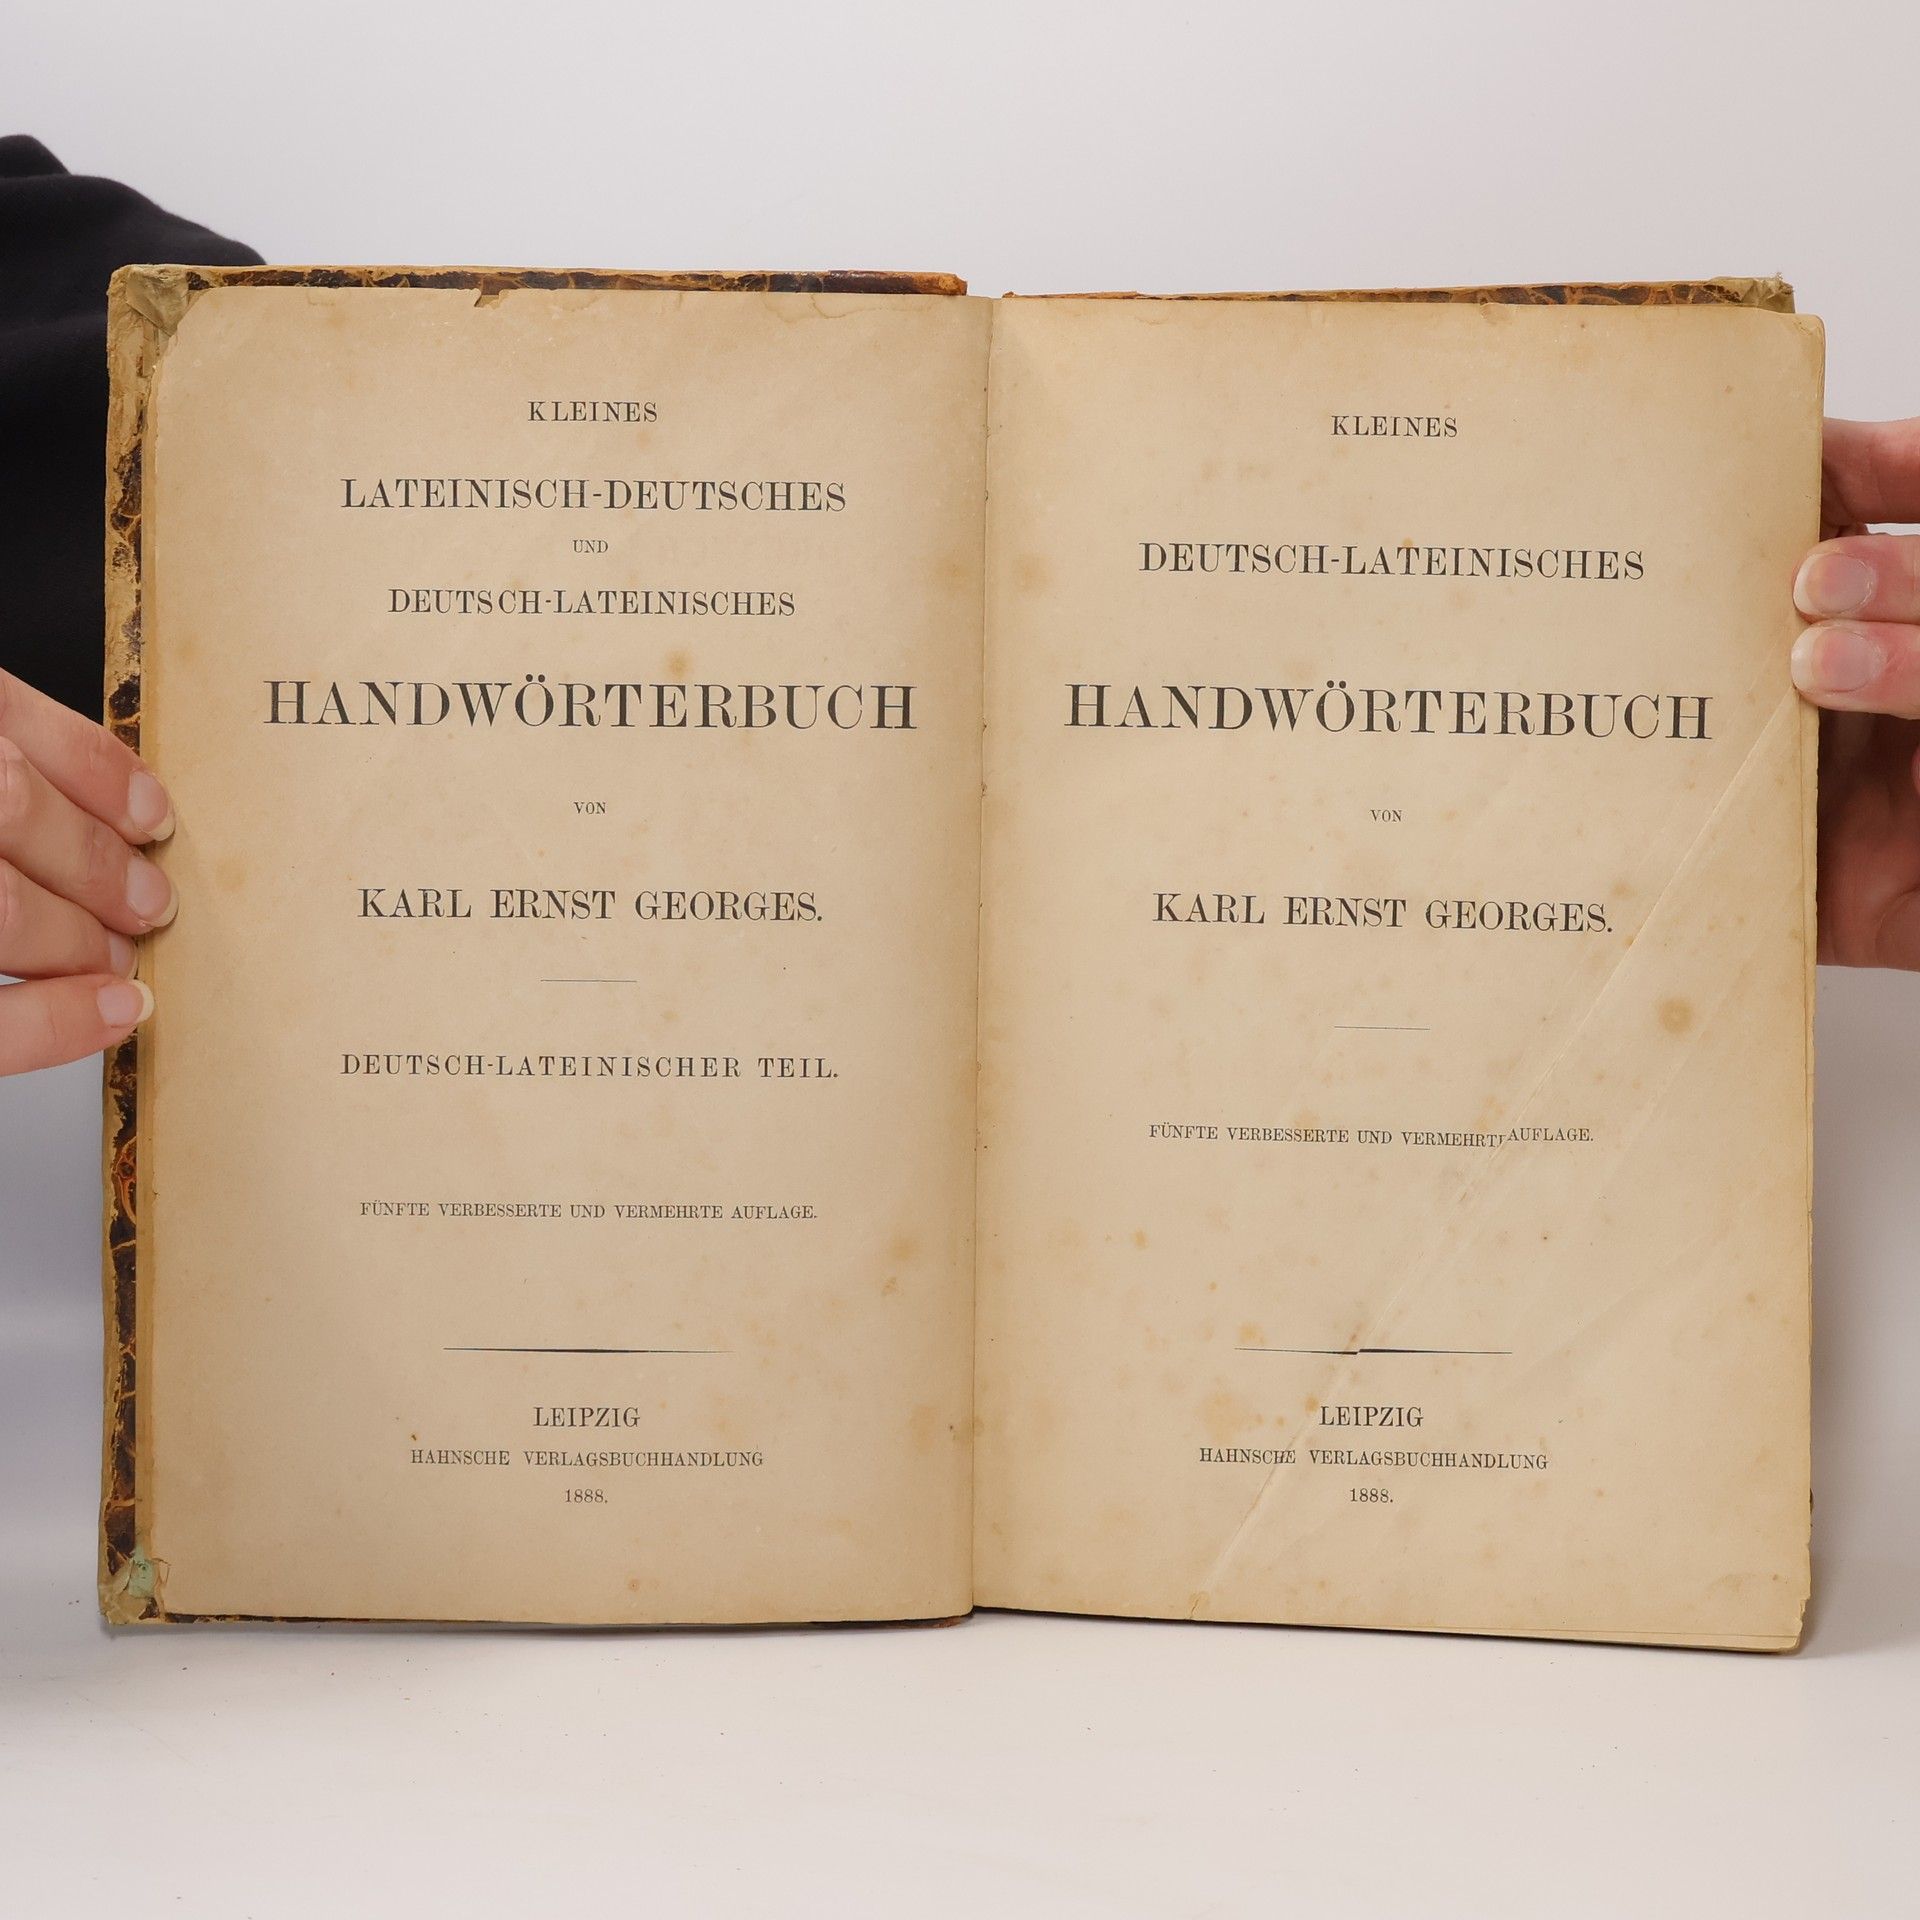 KLEINES
LATEINISCH-DEUTSCHES
UND
DEUTSCH-LATEINISCHES
HANDWÖRTERBUCH
VON
KARL ERNST GEORGES.
DEUTSCH-LATEINISCHER TEIL.
FÜNFTE VERBESSERTE UND VERMEHRTE AUFLAGE.
LEIPZIG
HAHNSCHE VERLAGSBUCHHANDLUNG
1888.
KLEINES
DEUTSCH-LATEINISCHES
HANDWÖRTERBUCH
VON
KARL ERNST GEORGES.
FÜNFTE VERBESSERTE UND VERMEHRTE AUFLAGE.
LEIPZIG
HAHNSCHE VERLAGSBUCHHANDLUNG
1888.